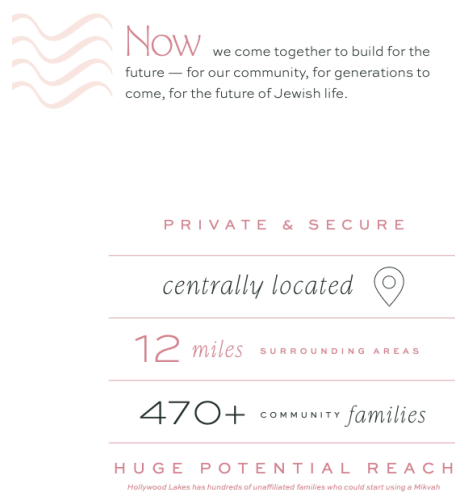 Now we come together to build for the
future — for our community, for generations to
come, for the future of Jewish life.
PRIVATE & SECURE
centrally located
12 miles SURROUNDING AREAS
470+ COMMUNITY families
HUGE POTENTIAL REACH
Hollywood Lakes has hundreds of unaffiliated families who could start using a Mikvah